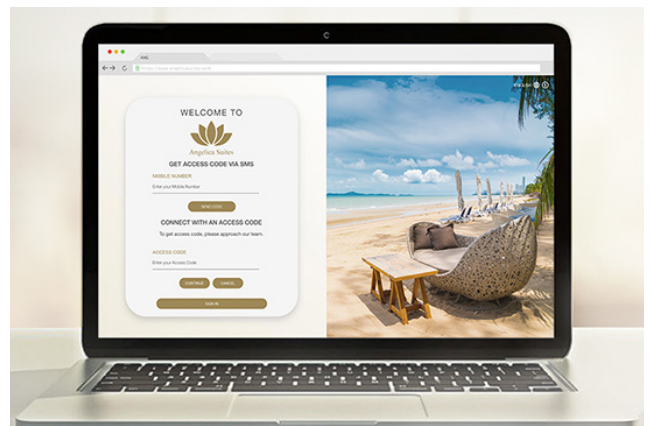 WELCOME TO
Angelica Suites
GET ACCESS CODE VIA SMS
MOBILE NUMBER
Enter your Mobile Number
SEND CODE
CONNECT WITH AN ACCESS CODE
To get access code, please approach our team.
ACCESS CODE
Enter your Access Code
CONTINUE CANCEL
SIGN IN